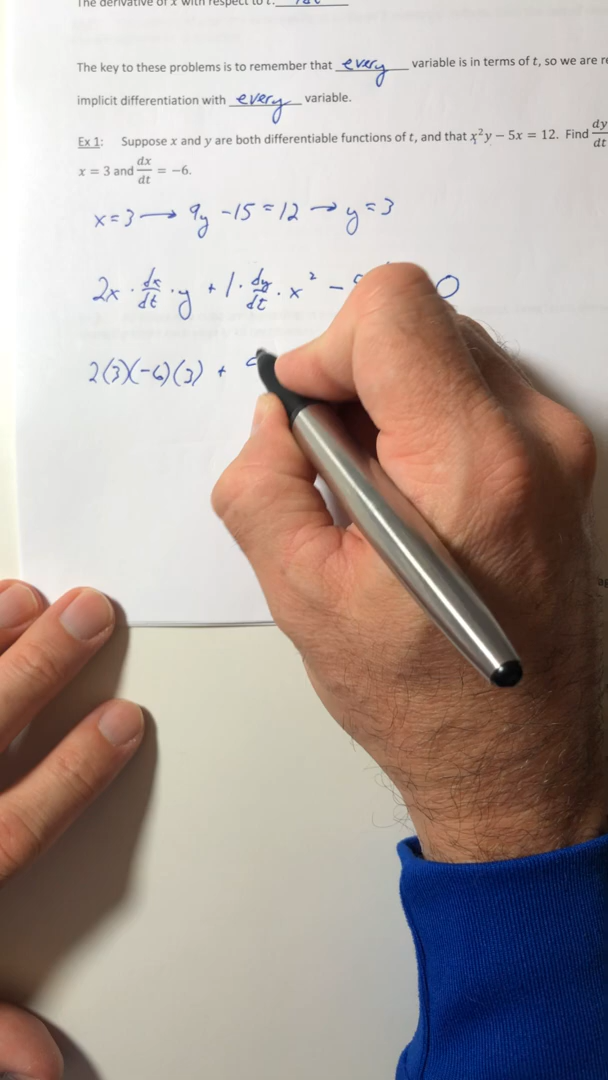 The derivative of x with respect to t:
The key to these problems is to remember that every variable is in terms of t, so we are
implicit differentiation with every variable.
Ex 1: Suppose x and y are both differentiable functions of t, and that x²y − 5x = 12. Find dy/dt
x = 3 and dx/dt = −6.
x=3 → 9y -15 = 12 → y=3
2x · dx/dt · y + 1 · dy/dt · x² − 0
2(3)(-6)(3) +